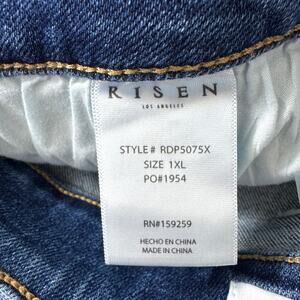 RISEN
LOS ANGELES
STYLE# RDP5075X
SIZE 1XL
PO#1954
RN#159259
HECHO EN CHINA
MADE IN CHINA